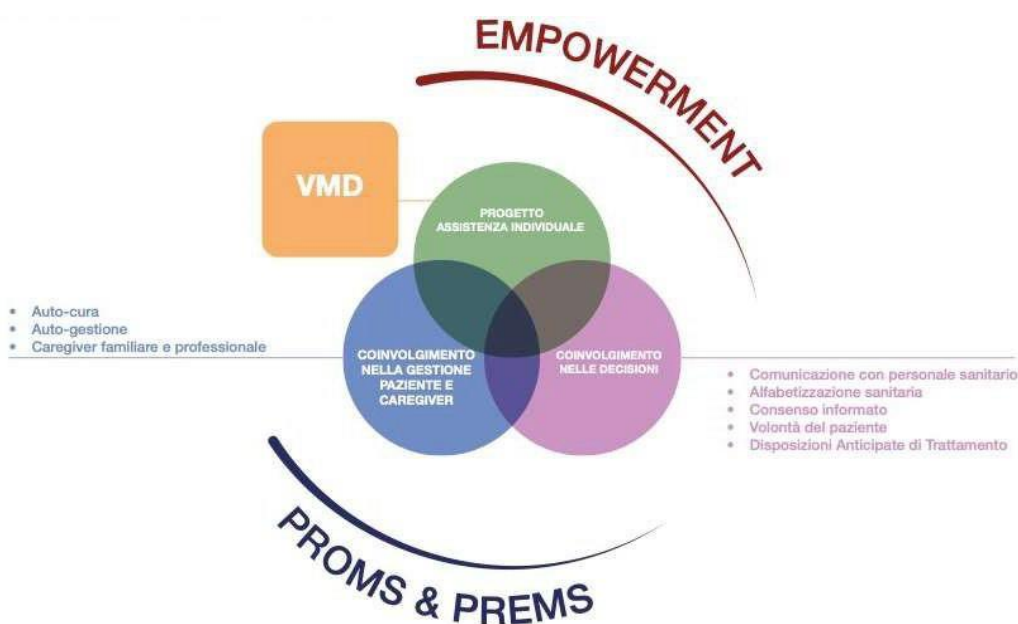 EMPOWERMENT
VMD
PROGETTO
ASSISTENZA INDIVIDUALE
• Auto-cura
• Auto-gestione
• Caregiver familiare e professionale
COINVOLGIMENTO
NELLA GESTIONE
PAZIENTE E
CAREGIVER
COINVOLGIMENTO
NELLE DECISIONI
• Comunicazione con personale sanitario
• Alfabetizzazione sanitaria
• Consenso informato
• Volontà del paziente
• Disposizioni Anticipate di Trattamento
PROMS & PREMS